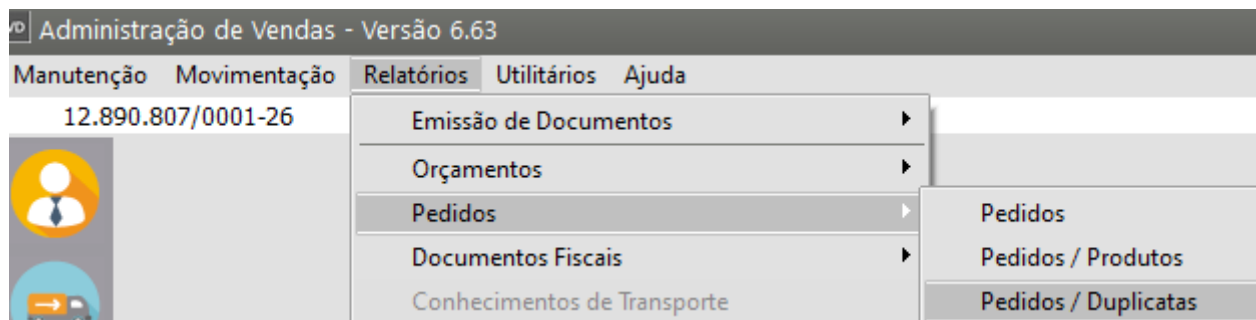 Administração de Vendas - Versão 6.63
Manutenção Movimentação Relatórios Utilitários Ajuda
12.890.807/0001-26
Emissão de Documentos
Orçamentos
Pedidos
Documentos Fiscais
Conhecimentos de Transporte
Pedidos
Pedidos / Produtos
Pedidos / Duplicatas